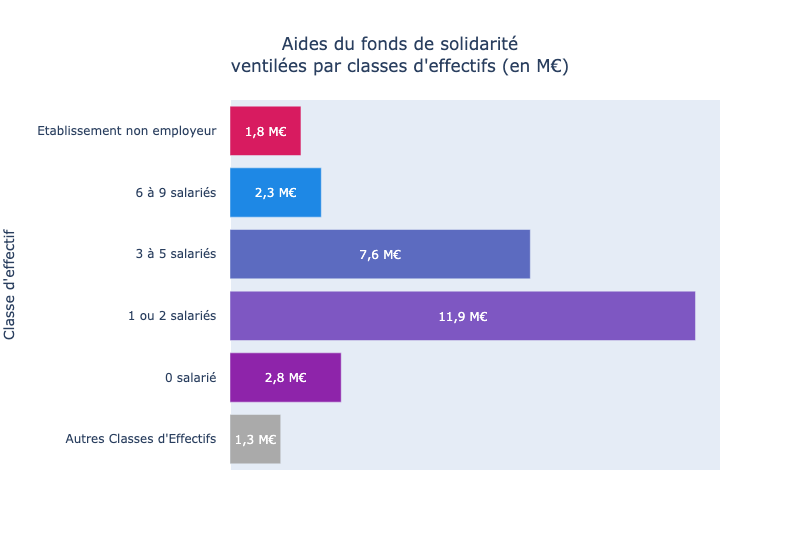 Aides du fonds de solidarité
ventilées par classes d'effectifs (en M€)
Classe d'effectif
Etablissement non employeur
1,8 M€
6 à 9 salariés
2,3 M€
3 à 5 salariés
7,6 M€
1 ou 2 salariés
11,9 M€
0 salarié
2,8 M€
Autres Classes d'Effectifs
1,3 M€